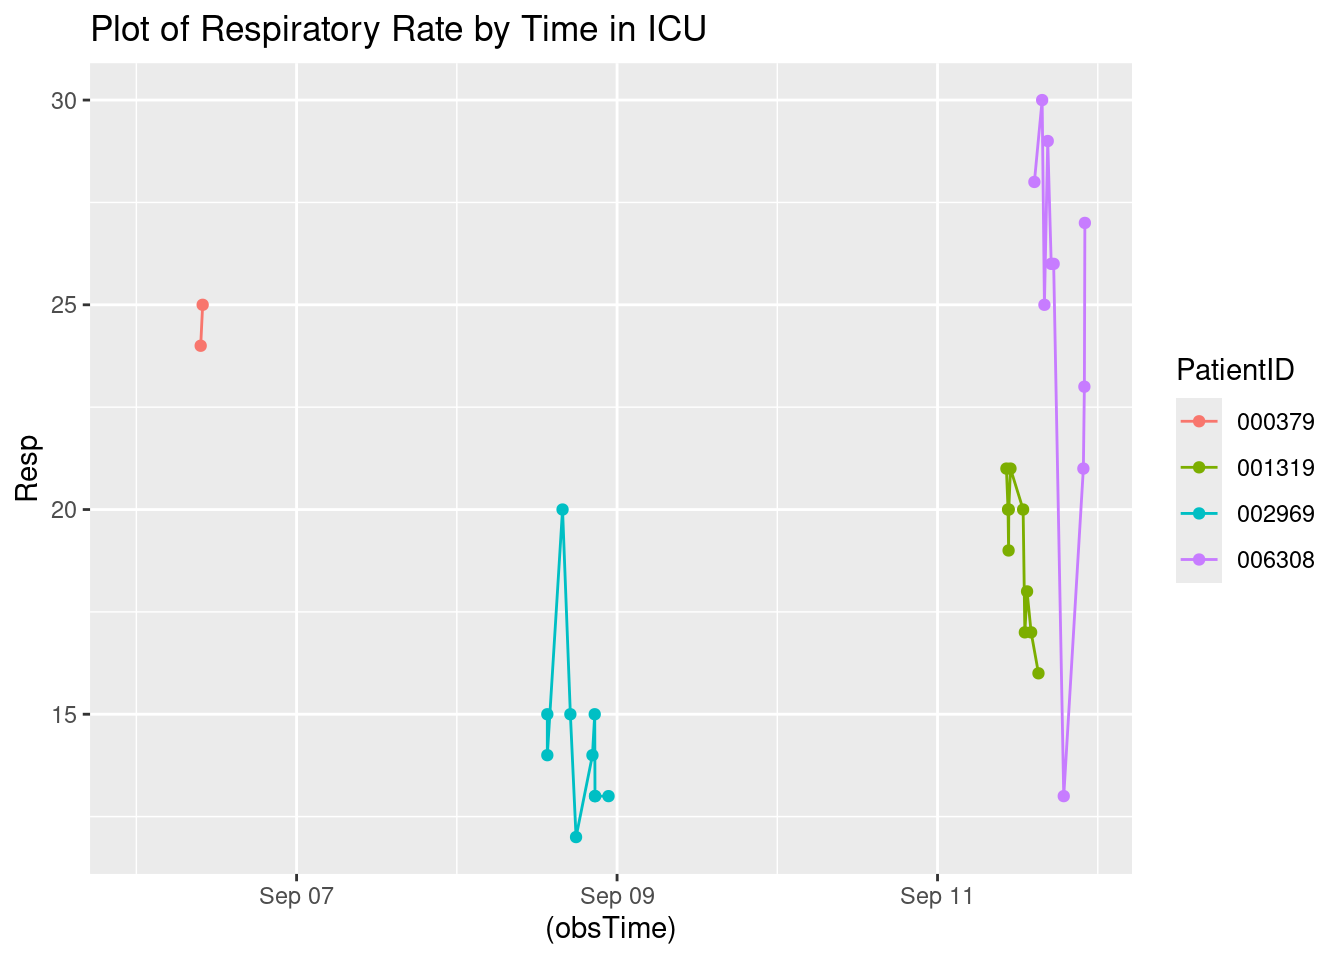 Plot of Respiratory Rate by Time in ICU
30
25
20
15
Resp
Sep 07
Sep 09
Sep 11
(obsTime)
PatientID
000379
001319
002969
006308